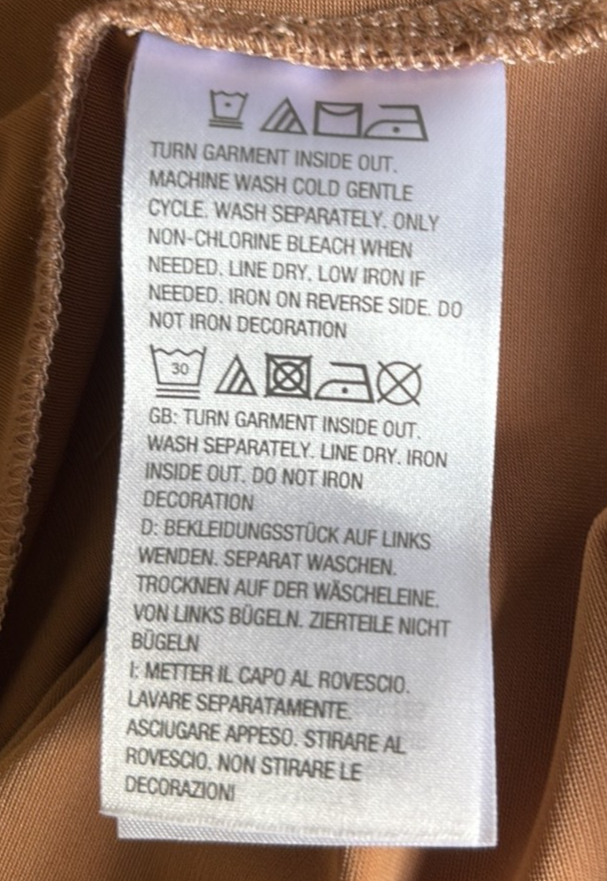 TURN GARMENT INSIDE OUT.
MACHINE WASH COLD GENTLE
CYCLE. WASH SEPARATELY. ONLY
NON-CHLORINE BLEACH WHEN
NEEDED. LINE DRY. LOW IRON IF
NEEDED. IRON ON REVERSE SIDE. DO
NOT IRON DECORATION
30
GB: TURN GARMENT INSIDE OUT.
WASH SEPARATELY. LINE DRY. IRON
INSIDE OUT. DO NOT IRON
DECORATION
D: BEKLEIDUNGSSTÜCK AUF LINKS
WENDEN. SEPARAT WASCHEN.
TROCKNEN AUF DER WÄSCHELEINE.
VON LINKS BÜGELN. ZIERTEILE NICHT
BÜGELN
I: METTER IL CAPO AL ROVESCIO.
LAVARE SEPARATAMENTE.
ASCIUGARE APPESO. STIRARE AL
ROVESCIO. NON STIRARE LE
DECORAZIONI